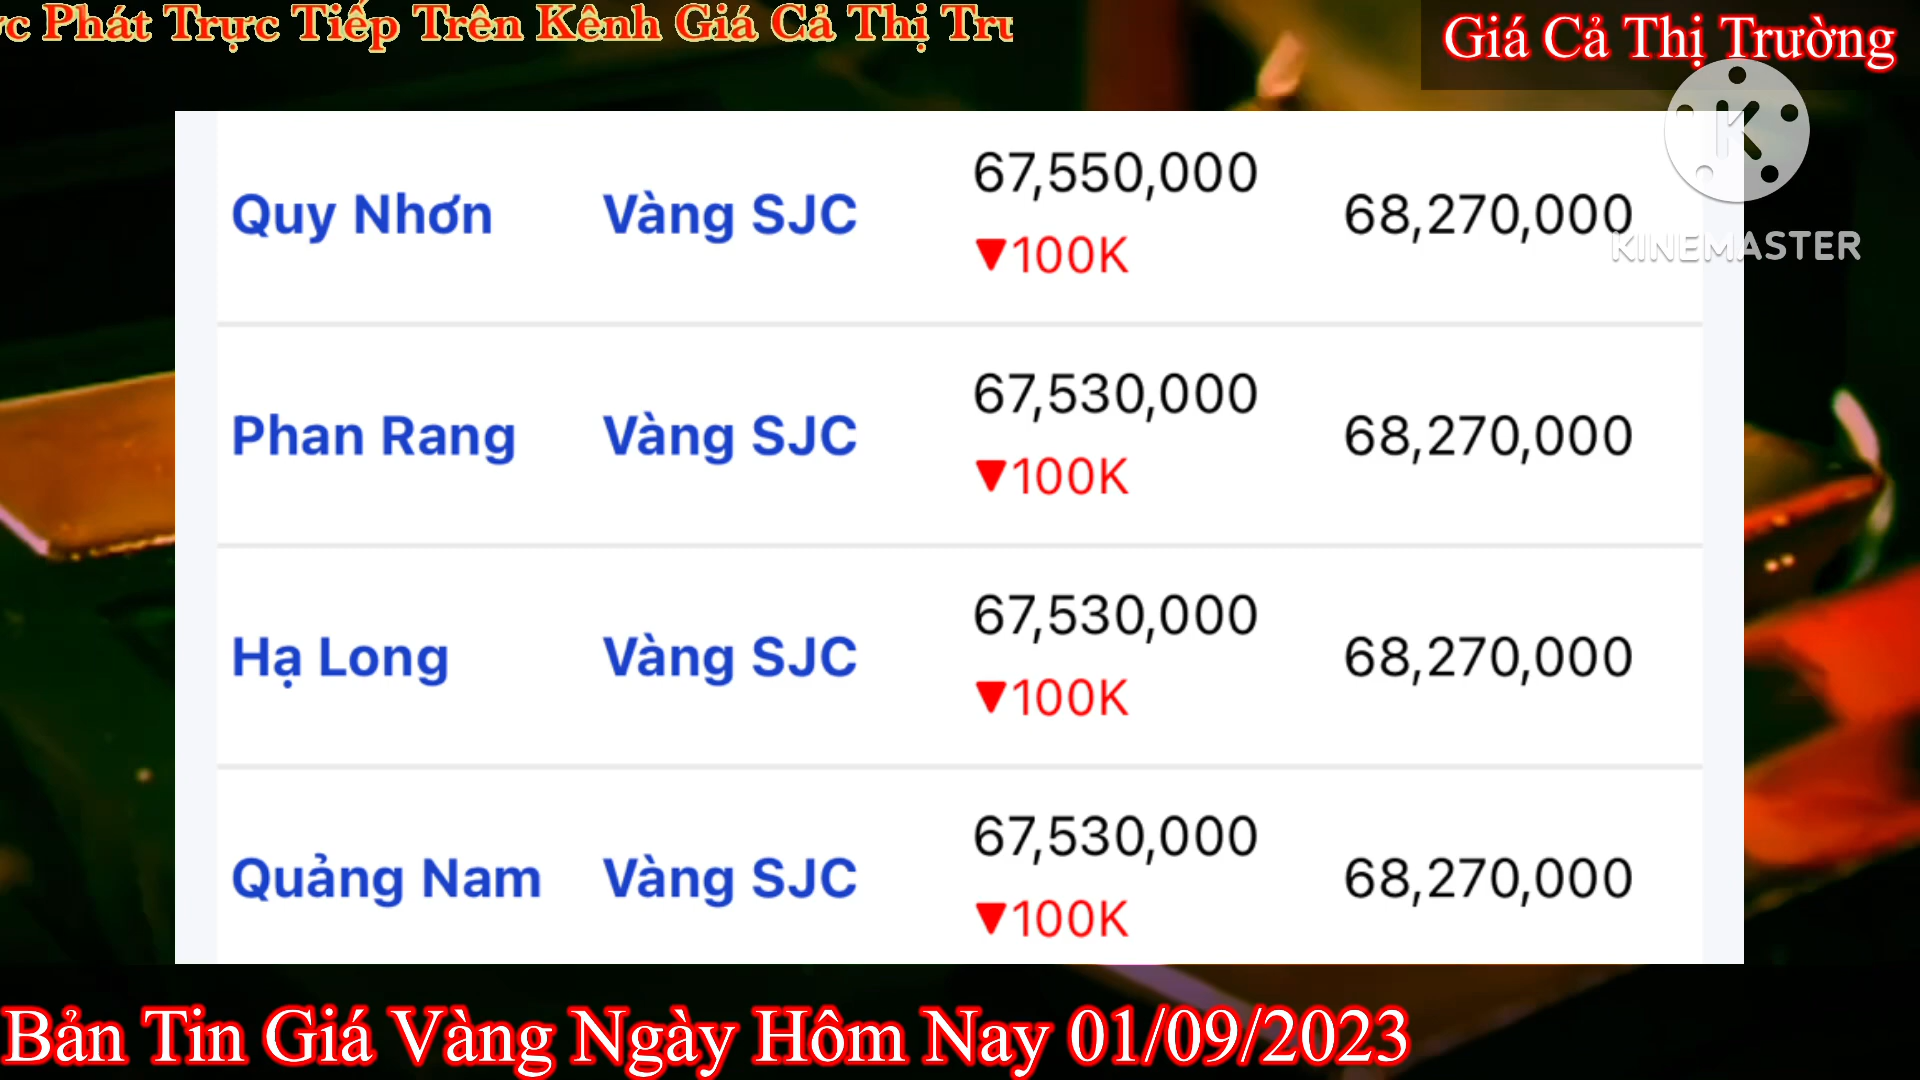 Phát Trực Tiếp Trên Kênh Giá Cả Thị
Giá Cả Thị Trường
K
KINEMASTER
Quy Nhơn Vàng SJC 67,550,000 ▼100K 68,270,000
Phan Rang Vàng SJC 67,530,000 ▼100K 68,270,000
Hạ Long Vàng SJC 67,530,000 ▼100K 68,270,000
Quảng Nam Vàng SJC 67,530,000 ▼100K 68,270,000
Bản Tin Giá Vàng Ngày Hôm Nay 01/09/2023